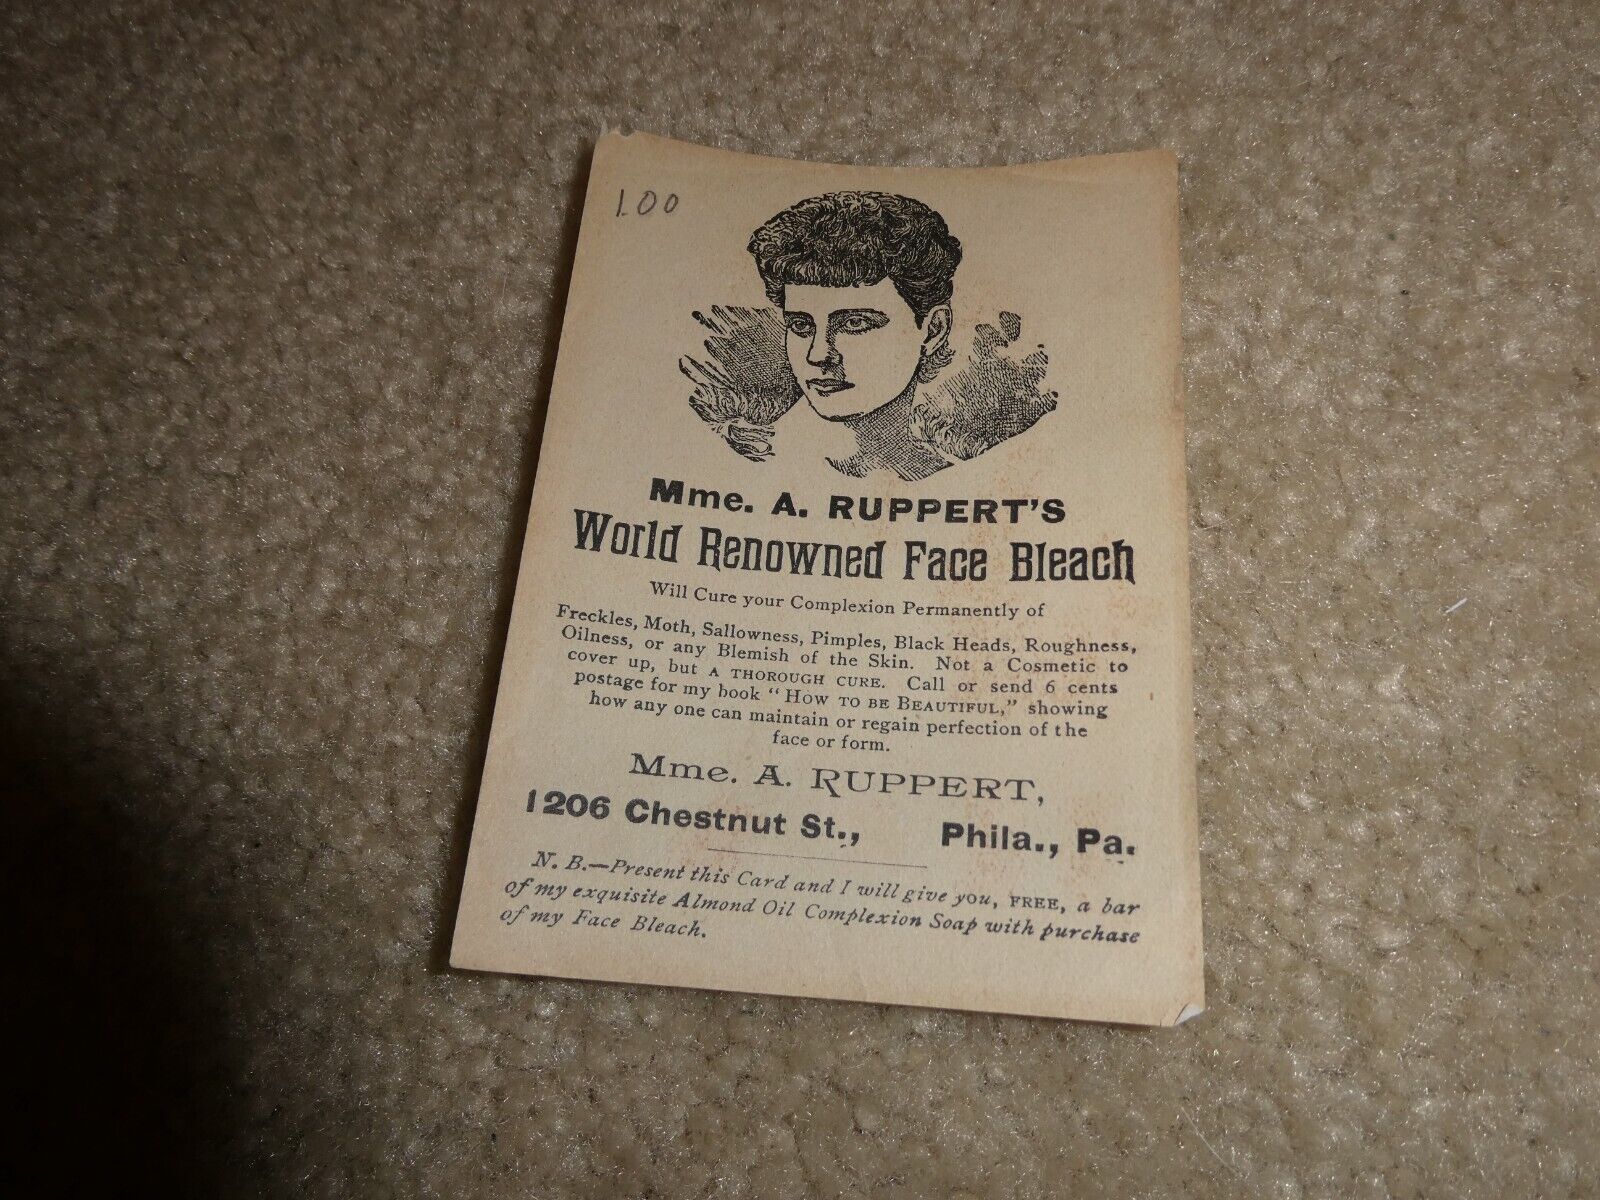 1.00
Mme. A. RUPPERT'S
World Renowned Face Bleach
Will Cure your Complexion Permanently of
Freckles, Moth, Sallowness, Pimples, Black Heads, Roughness,
Oilness, or any Blemish of the Skin. Not a Cosmetic to
cover up, but A THOROUGH CURE. Call or send 6 cents
postage for my book "HOW TO BE BEAUTIFUL," showing
how any one can maintain or regain perfection of the
face or form.
Mme. A. RUPPERT,
1206 Chestnut St., Phila., Pa.
N. B.—Present this Card and I will give you, FREE, a bar
of my exquisite Almond Oil Complexion Soap with purchase
of my Face Bleach.